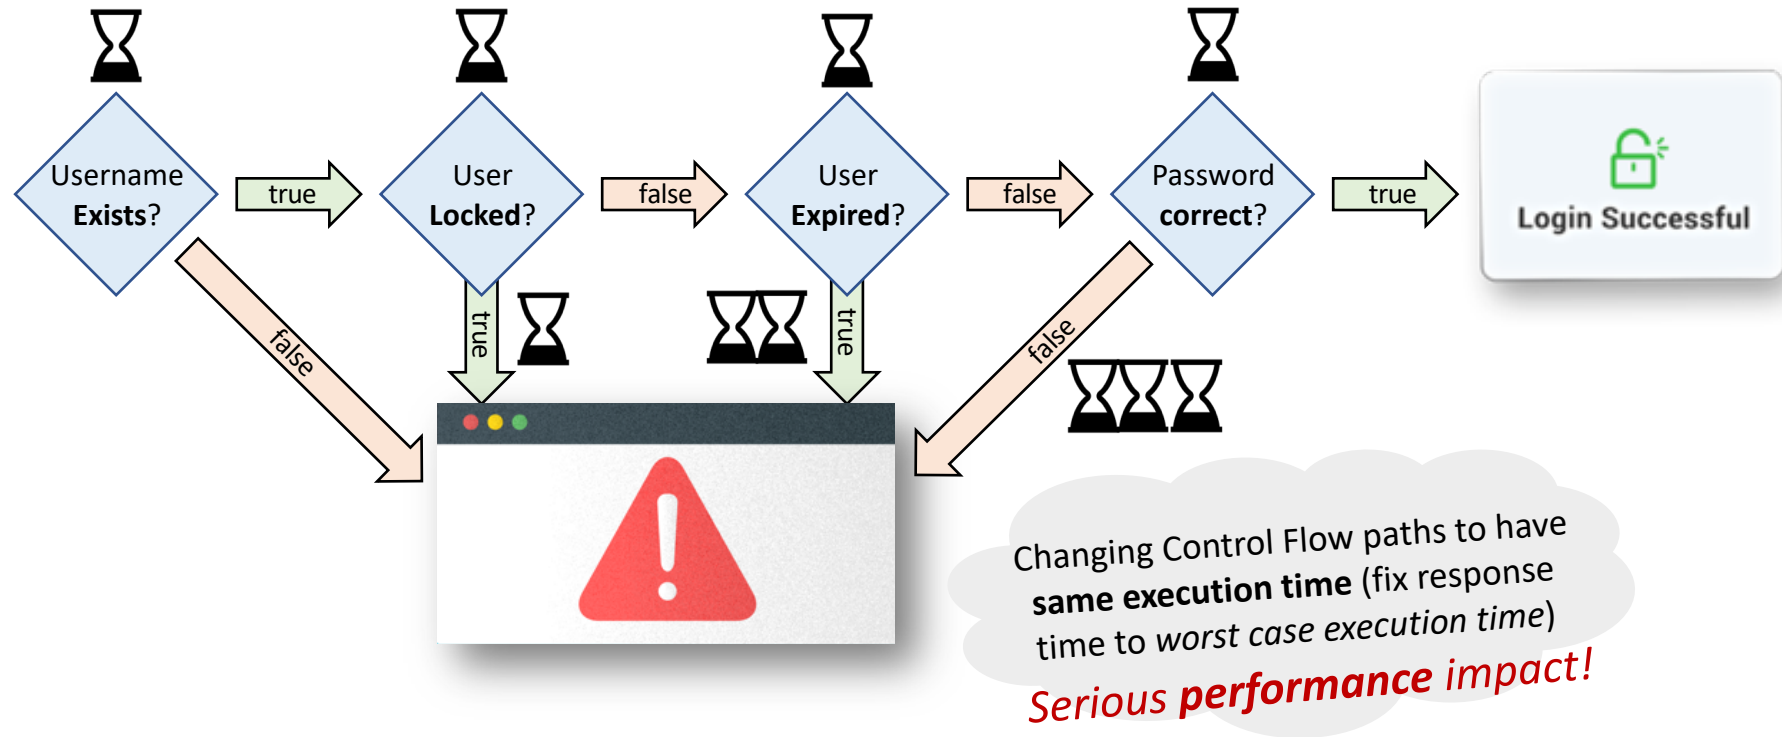 Username
Exists?
true
User
Locked?
false
User
Expired?
false
Password
correct?
true
Login Successful
false
true
true
false
Changing Control Flow paths to have
same execution time (fix response
time to worst case execution time)
Serious performance impact!